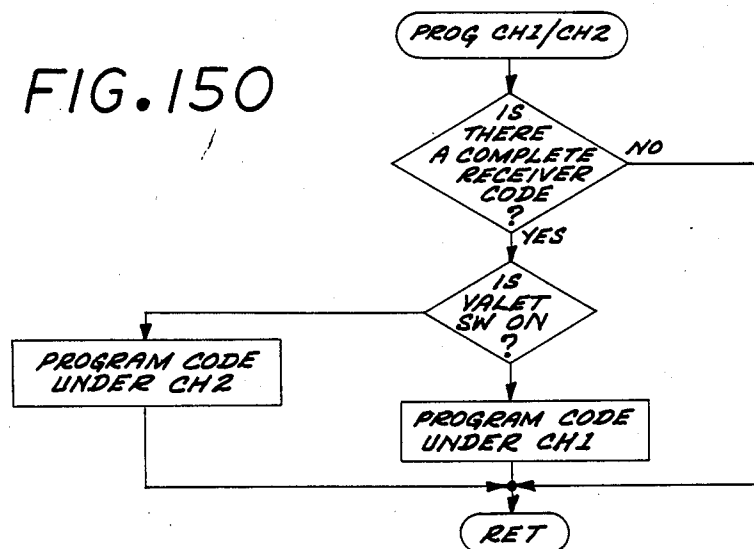 PROG CH1/CH2
FIG. 150
IS
THERE
A COMPLETE
RECEIVER
CODE
?
NO
YES
IS
VALET
SW ON
?
PROGRAM CODE
UNDER CH2
PROGRAM CODE
UNDER CH1
RET